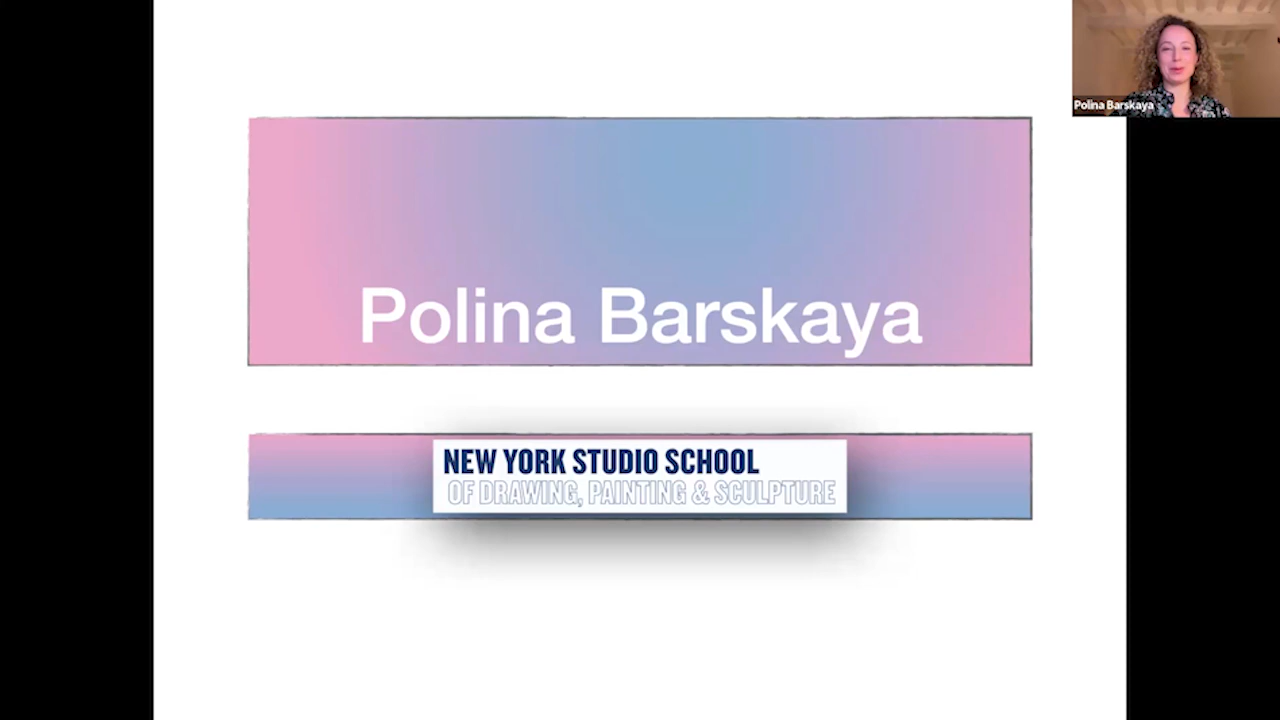 Polina Barskaya
Polina Barskaya
NEW YORK STUDIO SCHOOL
OF DRAWING, PAINTING & SCULPTURE